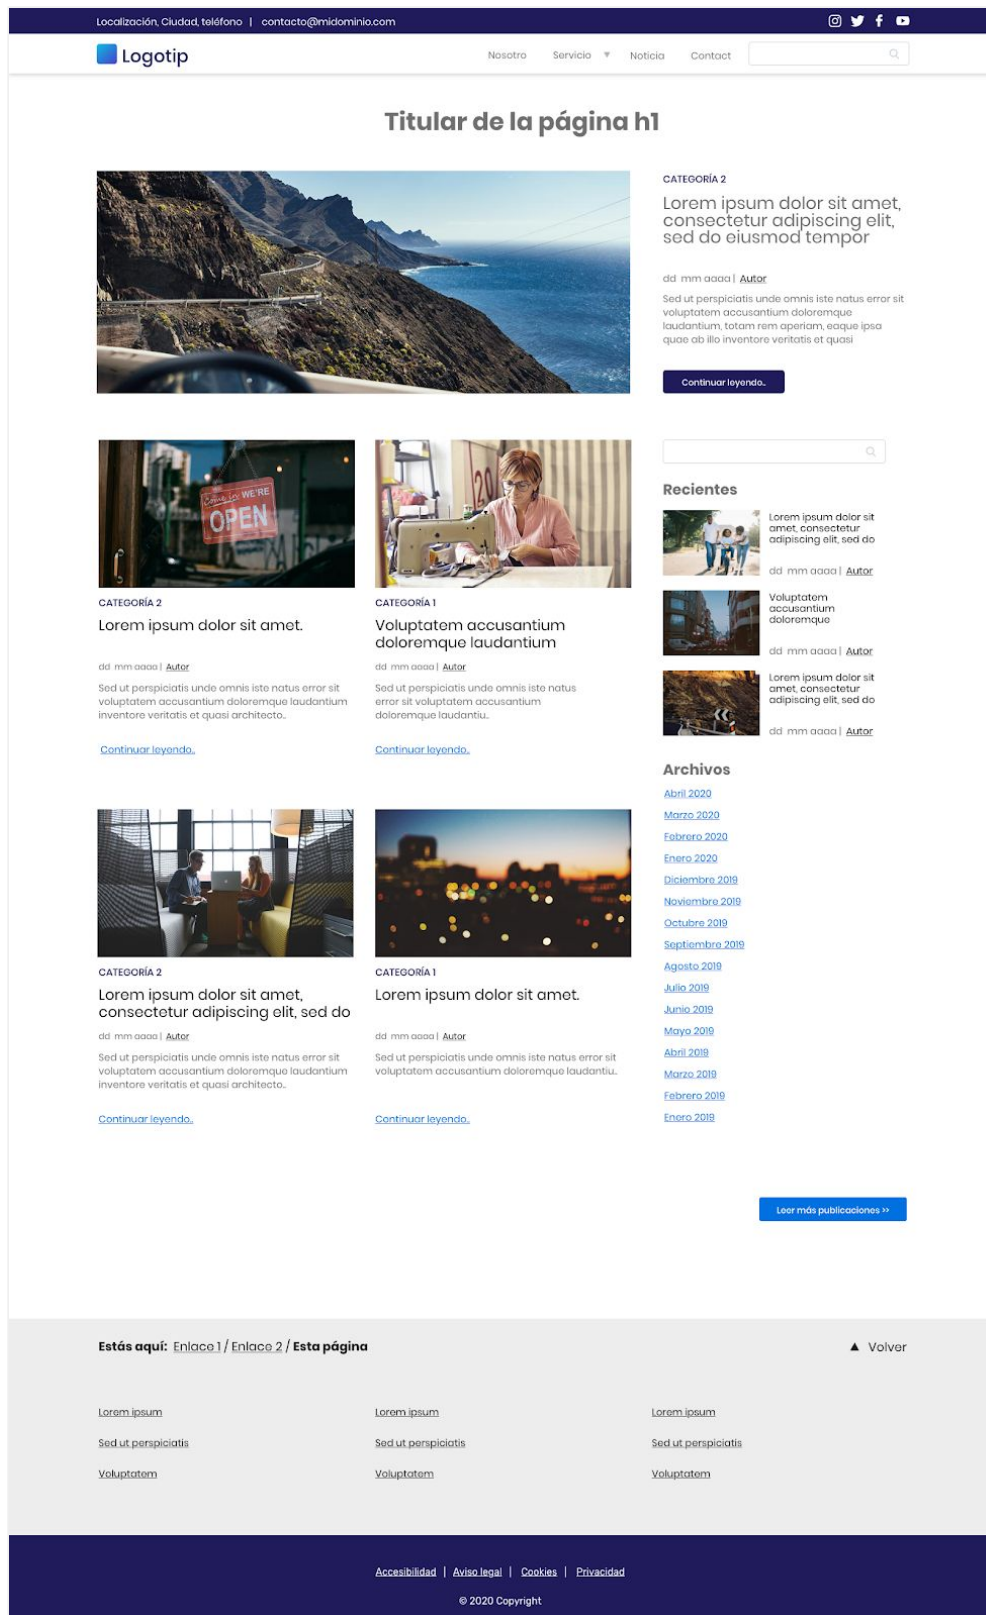 Localización, Ciudad, teléfono | contacto@midominio.com
Logotip
Nosotro Servicio ▼ Noticia Contact
Titular de la página h1
CATEGORÍA 2
Lorem ipsum dolor sit amet,
consectetur adipiscing elit,
sed do eiusmod tempor
dd mm aaaa | Autor
Sed ut perspiciatis unde omnis iste natus error sit
voluptatem accusantium doloremque
laudantium, totam rem aperiam, eaque ipsa
quae ab illo inventore veritatis et quasi
Continuar leyendo..
Come in WE'RE
OPEN
CATEGORÍA 2
Lorem ipsum dolor sit amet.
dd mm aaaa | Autor
Sed ut perspiciatis unde omnis iste natus error sit
voluptatem accusantium doloremque laudantium
inventore veritatis et quasi architecto..
Continuar leyendo..
120
CATEGORÍA 1
Voluptatem accusantium
doloremque laudantium
dd mm aaaa | Autor
Sed ut perspiciatis unde omnis iste natus
error sit voluptatem accusantium
doloremque laudantiu..
Continuar leyendo..
CATEGORÍA 2
Lorem ipsum dolor sit amet,
consectetur adipiscing elit, sed do
dd mm aaaa | Autor
Sed ut perspiciatis unde omnis iste natus error sit
voluptatem accusantium doloremque laudantium
inventore veritatis et quasi architecto..
Continuar leyendo..
CATEGORÍA 1
Lorem ipsum dolor sit amet.
dd mm aaaa | Autor
Sed ut perspiciatis unde omnis iste natus error sit
voluptatem accusantium doloremque laudantiu..
Continuar leyendo..
Recientes
Lorem ipsum dolor sit
amet, consectetur
adipiscing elit, sed do
dd mm aaaa | Autor
Voluptatem
accusantium
doloremque
dd mm aaaa | Autor
Lorem ipsum dolor sit
amet, consectetur
adipiscing elit, sed do
dd mm aaaa | Autor
Archivos
Abril 2020
Marzo 2020
Febrero 2020
Enero 2020
Diciembre 2019
Noviembre 2019
Octubre 2019
Septiembre 2019
Agosto 2019
Julio 2019
Junio 2019
Mayo 2019
Abril 2019
Marzo 2019
Febrero 2019
Enero 2019
Leer más publicaciones >>
Estás aquí: Enlace 1 / Enlace 2 / Esta página
▲ Volver
Lorem ipsum
Sed ut perspiciatis
Voluptatem
Lorem ipsum
Sed ut perspiciatis
Voluptatem
Lorem ipsum
Sed ut perspiciatis
Voluptatem
Accesibilidad | Aviso legal | Cookies | Privacidad
© 2020 Copyright